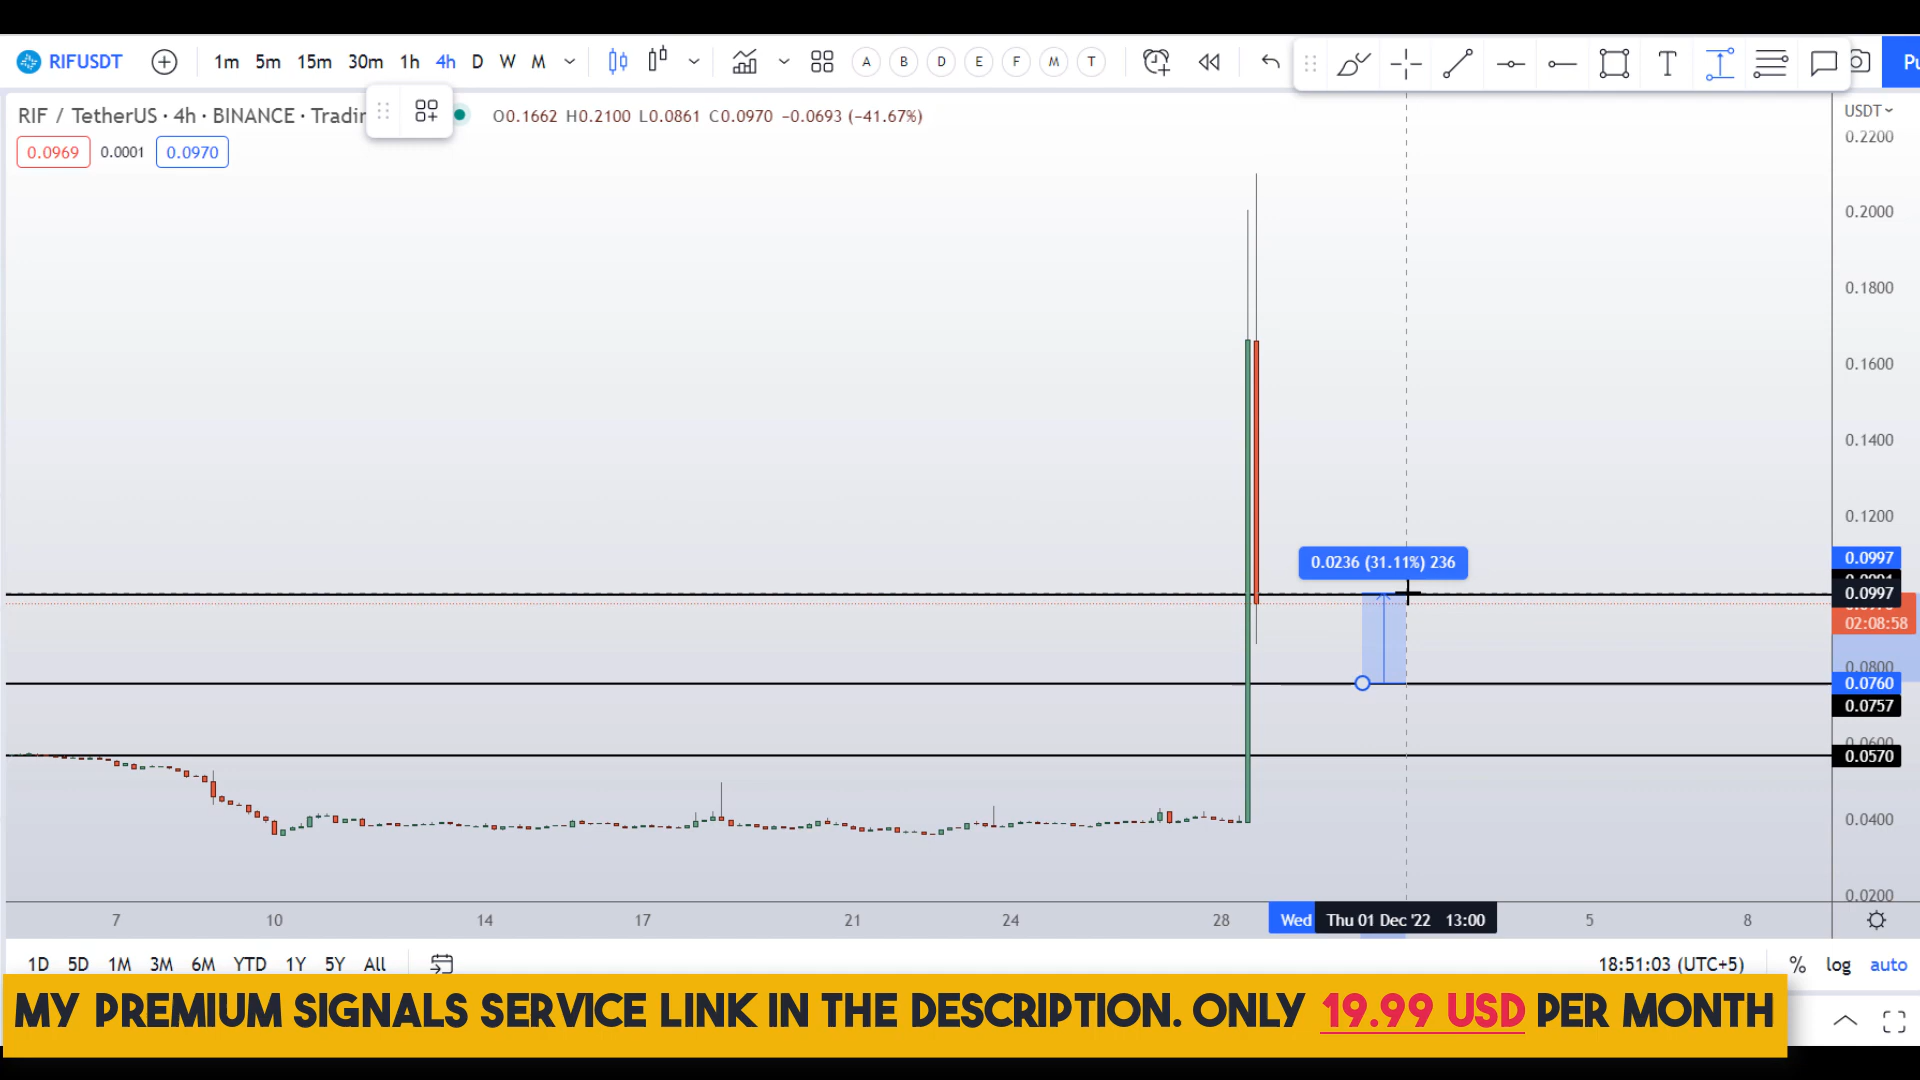 RIFUSDT 1m 5m 15m 30m 1h 4h D W M A B D E F M T T Pu
RIF / TetherUS · 4h · BINANCE · Tradin O0.1662 H0.2100 L0.0861 C0.0970 −0.0693 (−41.67%) USDT
0.0969 0.0001 0.0970
0.2200
0.2000
0.1800
0.1600
0.1400
0.1200
0.0997
0.0236 (31.11%) 236
0.0997
02:08:58
0.0800
0.0760
0.0757
0.0600
0.0570
0.0400
0.0200
7 10 14 17 21 24 28 Wed Thu 01 Dec '22 13:00 5 8
1D 5D 1M 3M 6M YTD 1Y 5Y All 18:51:03 (UTC+5) % log auto
MY PREMIUM SIGNALS SERVICE LINK IN THE DESCRIPTION. ONLY 19.99 USD PER MONTH